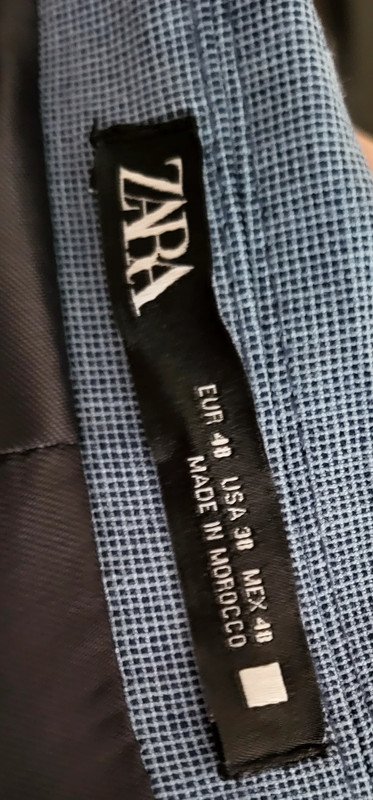 ZARA
EUR 48 USA 38 MEX 48
MADE IN MOROCCO